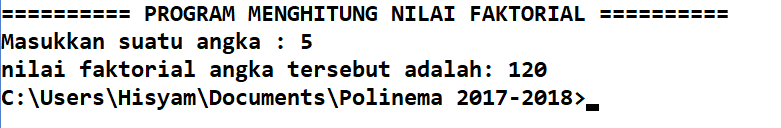 ========== PROGRAM MENGHITUNG NILAI FAKTORIAL ==========
Masukkan suatu angka : 5
nilai faktorial angka tersebut adalah: 120
C:\Users\Hisyam\Documents\Polinema 2017-2018>_